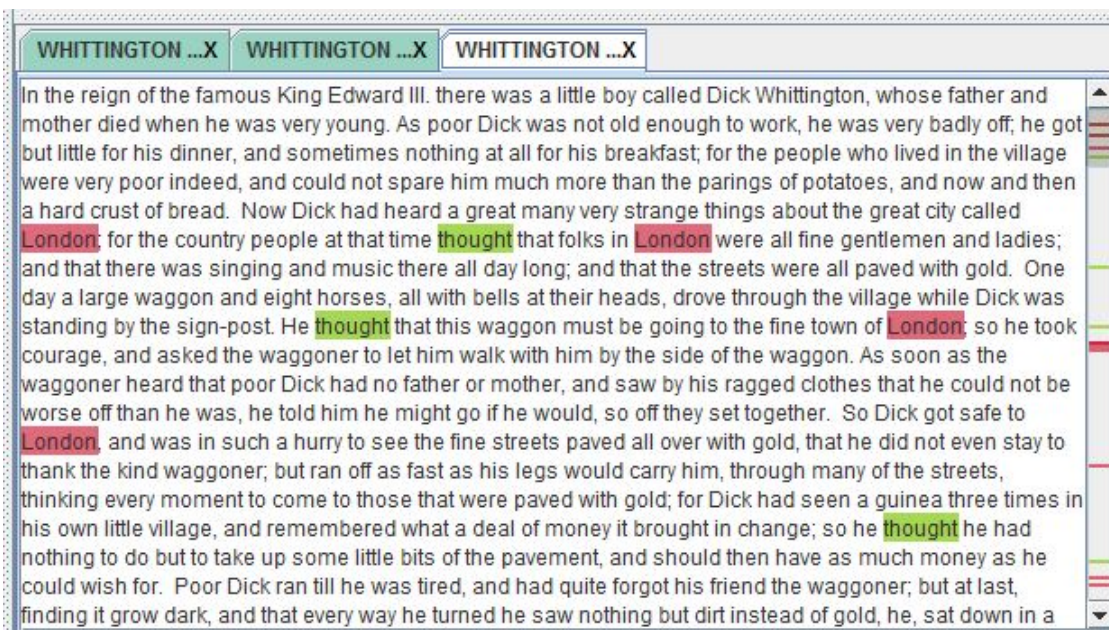 WHITTINGTON ...X WHITTINGTON ...X WHITTINGTON ...X
In the reign of the famous King Edward III. there was a little boy called Dick Whittington, whose father and
mother died when he was very young. As poor Dick was not old enough to work, he was very badly off; he got
but little for his dinner, and sometimes nothing at all for his breakfast; for the people who lived in the village
were very poor indeed, and could not spare him much more than the parings of potatoes, and now and then
a hard crust of bread.  Now Dick had heard a great many very strange things about the great city called
London; for the country people at that time thought that folks in London were all fine gentlemen and ladies;
and that there was singing and music there all day long; and that the streets were all paved with gold.  One
day a large waggon and eight horses, all with bells at their heads, drove through the village while Dick was
standing by the sign-post. He thought that this waggon must be going to the fine town of London; so he took
courage, and asked the waggoner to let him walk with him by the side of the waggon. As soon as the
waggoner heard that poor Dick had no father or mother, and saw by his ragged clothes that he could not be
worse off than he was, he told him he might go if he would, so off they set together.  So Dick got safe to
London, and was in such a hurry to see the fine streets paved all over with gold, that he did not even stay to
thank the kind waggoner; but ran off as fast as his legs would carry him, through many of the streets,
thinking every moment to come to those that were paved with gold; for Dick had seen a guinea three times in
his own little village, and remembered what a deal of money it brought in change; so he thought he had
nothing to do but to take up some little bits of the pavement, and should then have as much money as he
could wish for.  Poor Dick ran till he was tired, and had quite forgot his friend the waggoner; but at last,
finding it grow dark, and that every way he turned he saw nothing but dirt instead of gold, he, sat down in a